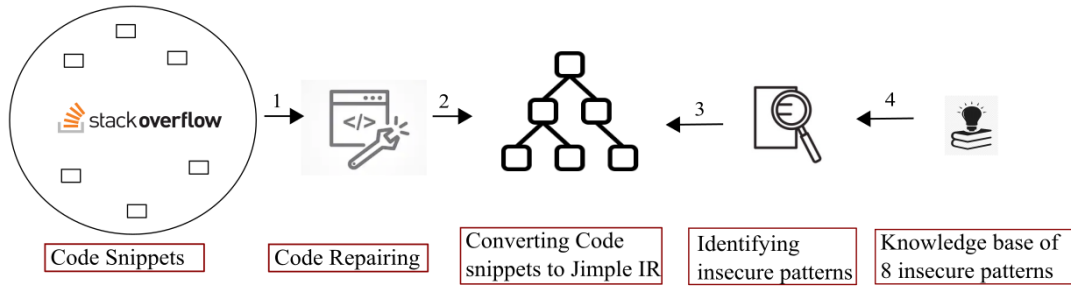 stackoverflow
1
</>
2
3
4
Code Snippets
Code Repairing
Converting Code
snippets to Jimple IR
Identifying
insecure patterns
Knowledge base of
8 insecure patterns